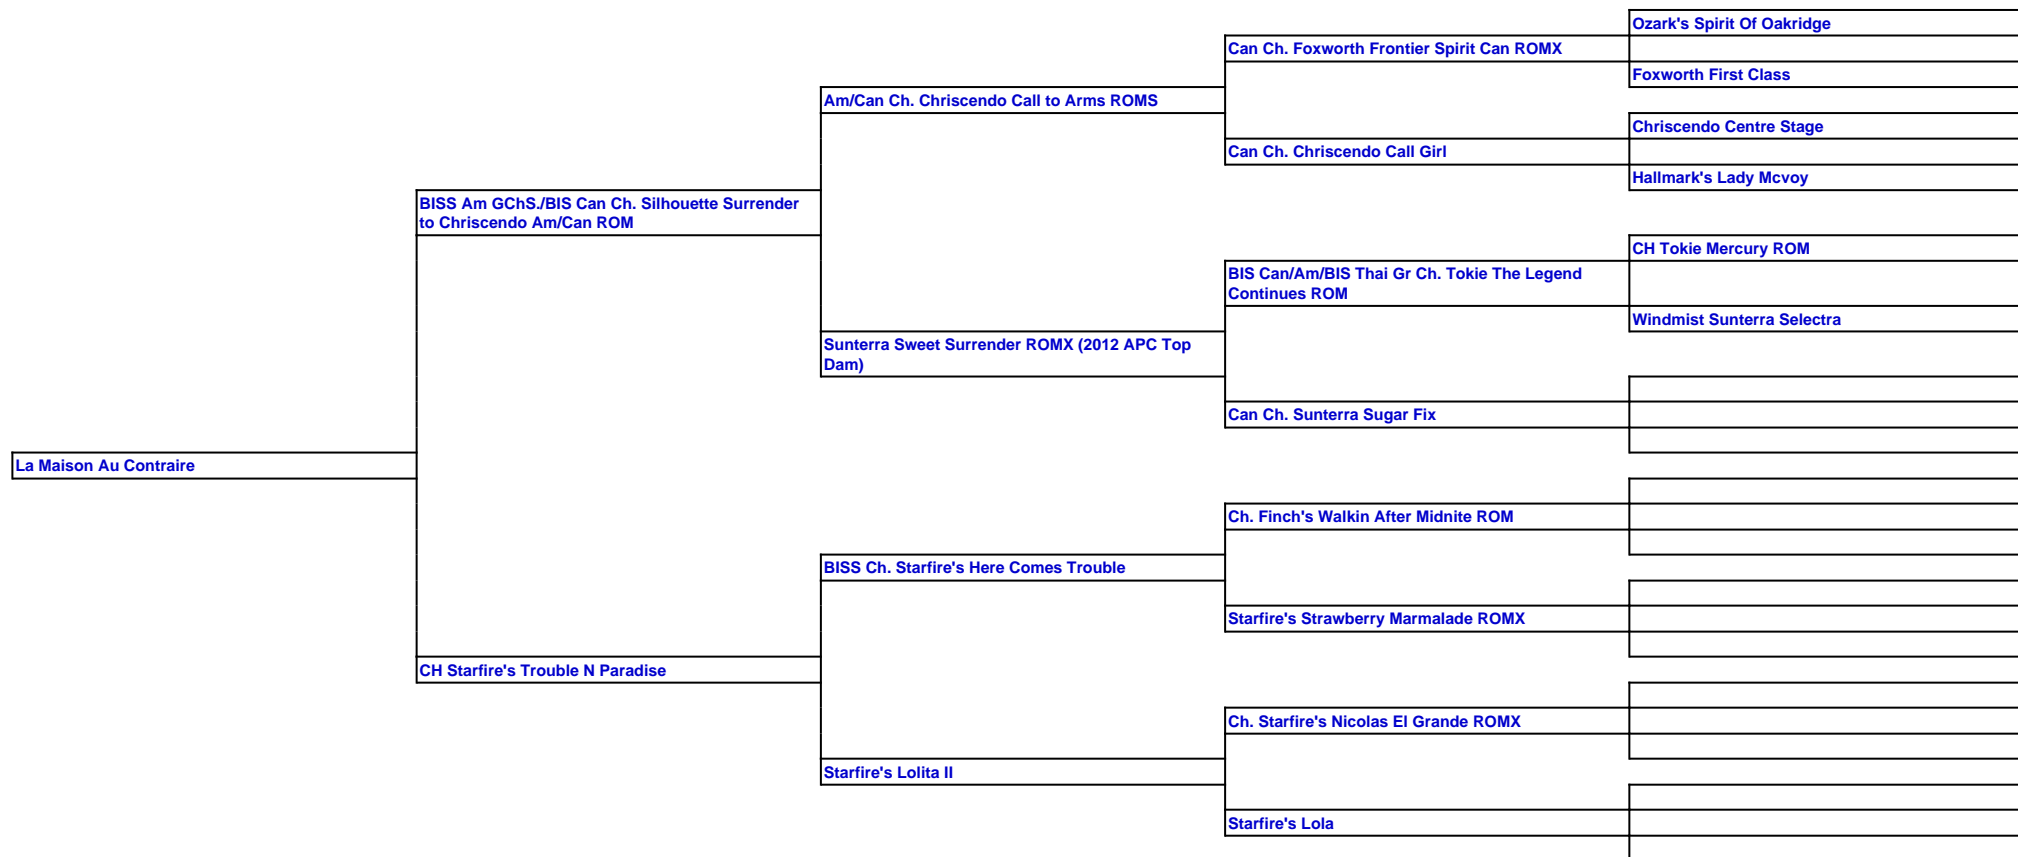 Ozark's Spirit Of Oakridge
Can Ch. Foxworth Frontier Spirit Can ROMX
Foxworth First Class
Am/Can Ch. Chriscendo Call to Arms ROMS
Chriscendo Centre Stage
Can Ch. Chriscendo Call Girl
Hallmark's Lady Mcvoy
BISS Am GChS./BIS Can Ch. Silhouette Surrender
to Chriscendo Am/Can ROM
CH Tokie Mercury ROM
BIS Can/Am/BIS Thai Gr Ch. Tokie The Legend
Continues ROM
Windmist Sunterra Selectra
Sunterra Sweet Surrender ROMX (2012 APC Top
Dam)
Can Ch. Sunterra Sugar Fix
La Maison Au Contraire
Ch. Finch's Walkin After Midnite ROM
BISS Ch. Starfire's Here Comes Trouble
Starfire's Strawberry Marmalade ROMX
CH Starfire's Trouble N Paradise
Ch. Starfire's Nicolas El Grande ROMX
Starfire's Lolita II
Starfire's Lola